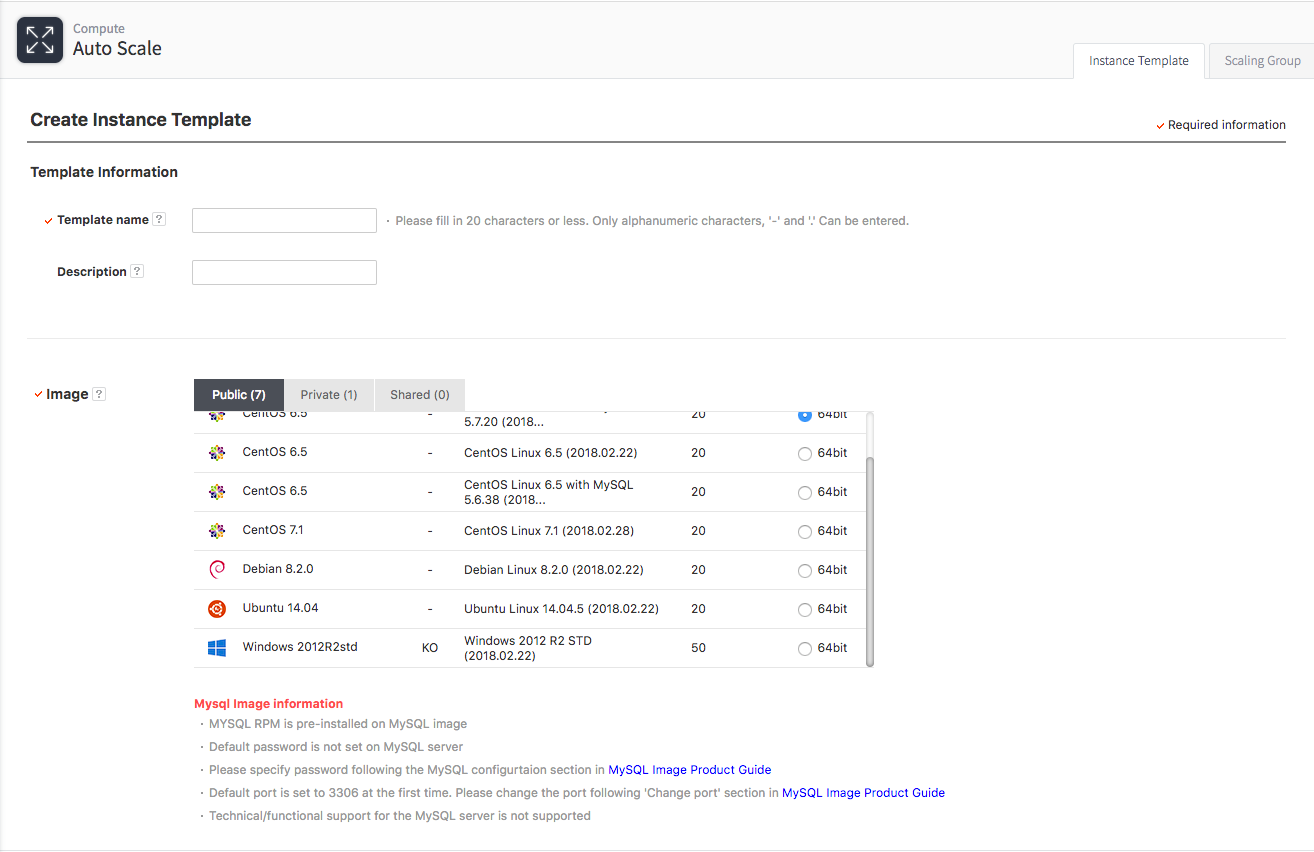 Compute
Auto Scale
Instance Template
Scaling Group
Create Instance Template
Required information
Template Information
Template name ?
· Please fill in 20 characters or less. Only alphanumeric characters, '-' and '.' Can be entered.
Description ?
Image ?
Public (7)
Private (1)
Shared (0)
CentOS 6.5 - 5.7.20 (2018... 20 64bit
CentOS 6.5 - CentOS Linux 6.5 (2018.02.22) 20 64bit
CentOS 6.5 - CentOS Linux 6.5 with MySQL 20 64bit
5.6.38 (2018...
CentOS 7.1 - CentOS Linux 7.1 (2018.02.28) 20 64bit
Debian 8.2.0 - Debian Linux 8.2.0 (2018.02.22) 20 64bit
Ubuntu 14.04 - Ubuntu Linux 14.04.5 (2018.02.22) 20 64bit
Windows 2012R2std KO Windows 2012 R2 STD 50 64bit
(2018.02.22)
Mysql Image information
· MYSQL RPM is pre-installed on MySQL image
· Default password is not set on MySQL server
· Please specify password following the MySQL configurtaion section in MySQL Image Product Guide
· Default port is set to 3306 at the first time. Please change the port following 'Change port' section in MySQL Image Product Guide
· Technical/functional support for the MySQL server is not supported